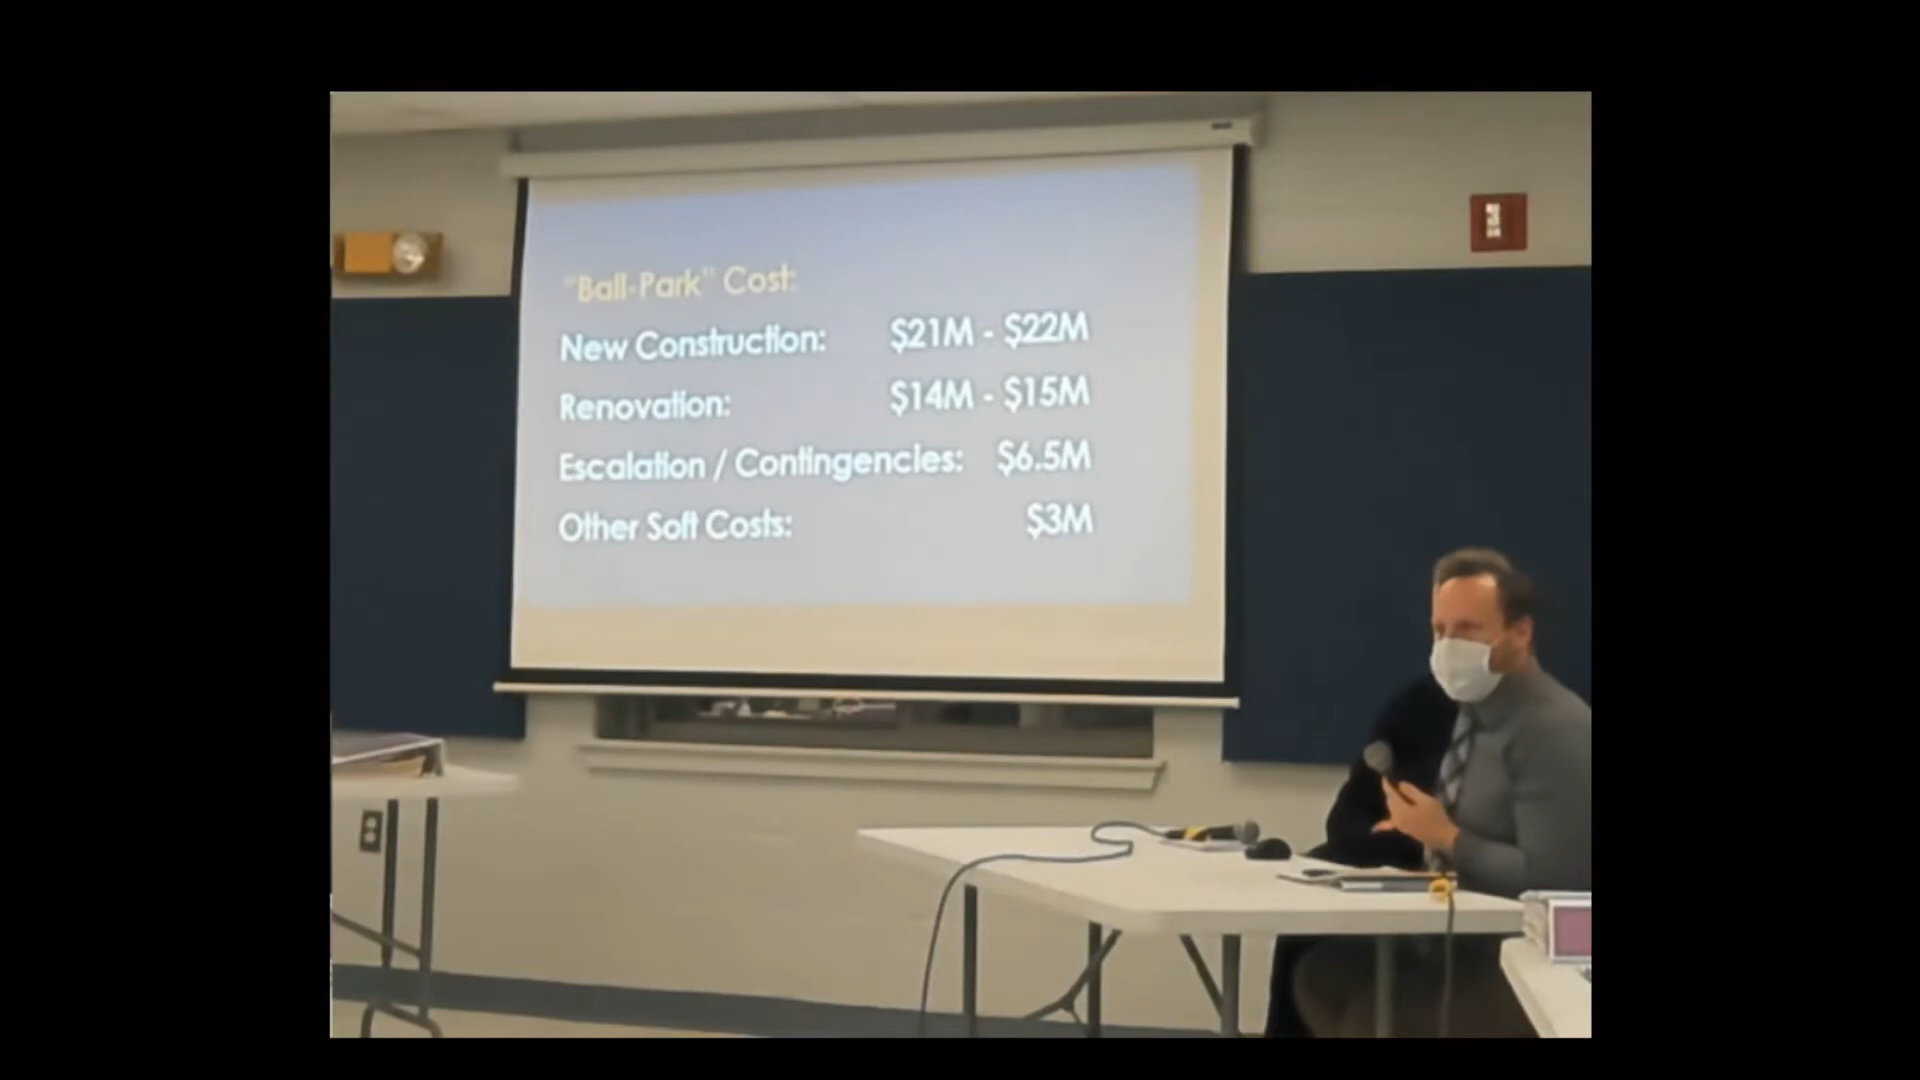 "Ball-Park" Cost:
New Construction: $21M - $22M
Renovation: $14M - $15M
Escalation / Contingencies: $6.5M
Other Soft Costs: $3M